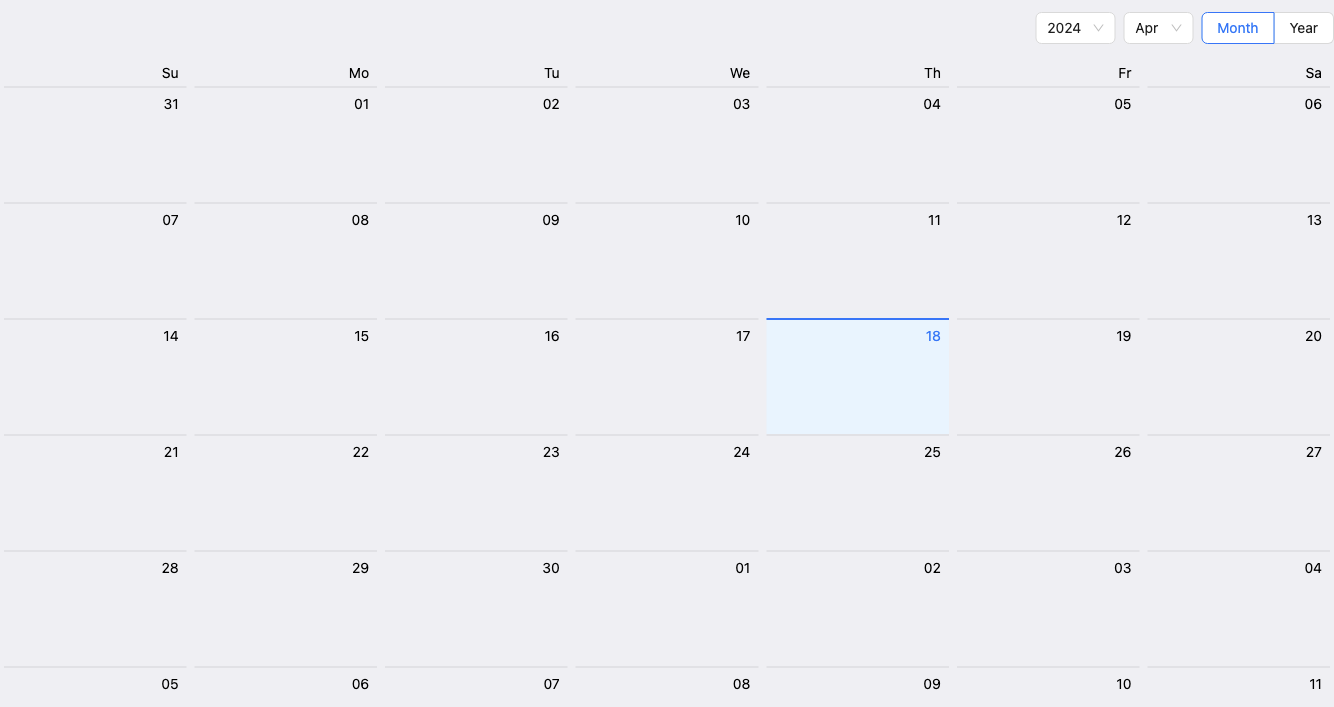 2024 Apr Month Year
Su Mo Tu We Th Fr Sa
31 01 02 03 04 05 06
07 08 09 10 11 12 13
14 15 16 17 18 19 20
21 22 23 24 25 26 27
28 29 30 01 02 03 04
05 06 07 08 09 10 11